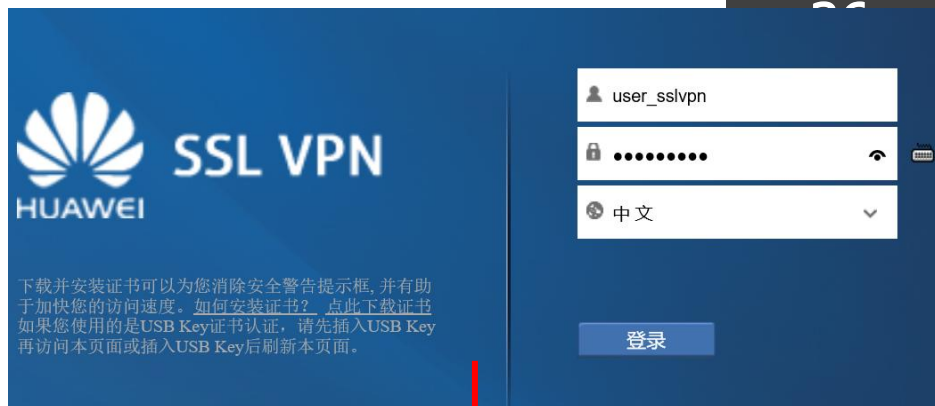 HUAWEI
SSL VPN
下载并安装证书可以为您消除安全警告提示框, 并有助
于加快您的访问速度。如何安装证书？ 点此下载证书
如果您使用的是USB Key证书认证，请先插入USB Key
再访问本页面或插入USB Key后刷新本页面。
user_sslvpn
●●●●●●●●●
中文
登录